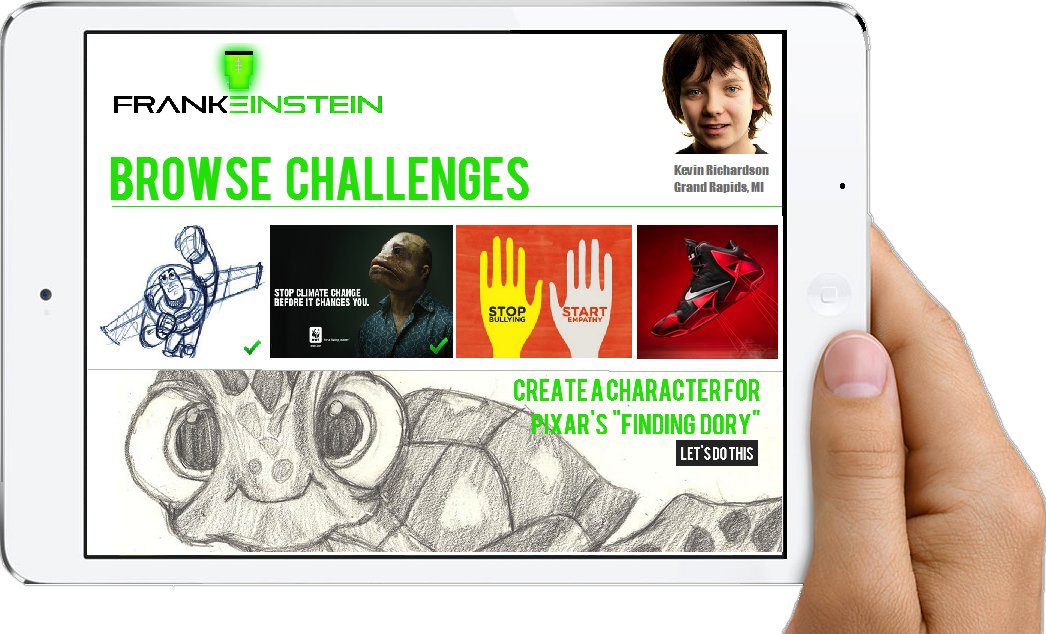 FRANKEINSTEIN
Kevin Richardson
Grand Rapids, MI
BROWSE CHALLENGES
STOP CLIMATE CHANGE
BEFORE IT CHANGES YOU.
WWF
STOP
BULLYING
START
EMPATHY
CREATE A CHARACTER FOR
PIXAR'S "FINDING DORY"
LET'S DO THIS